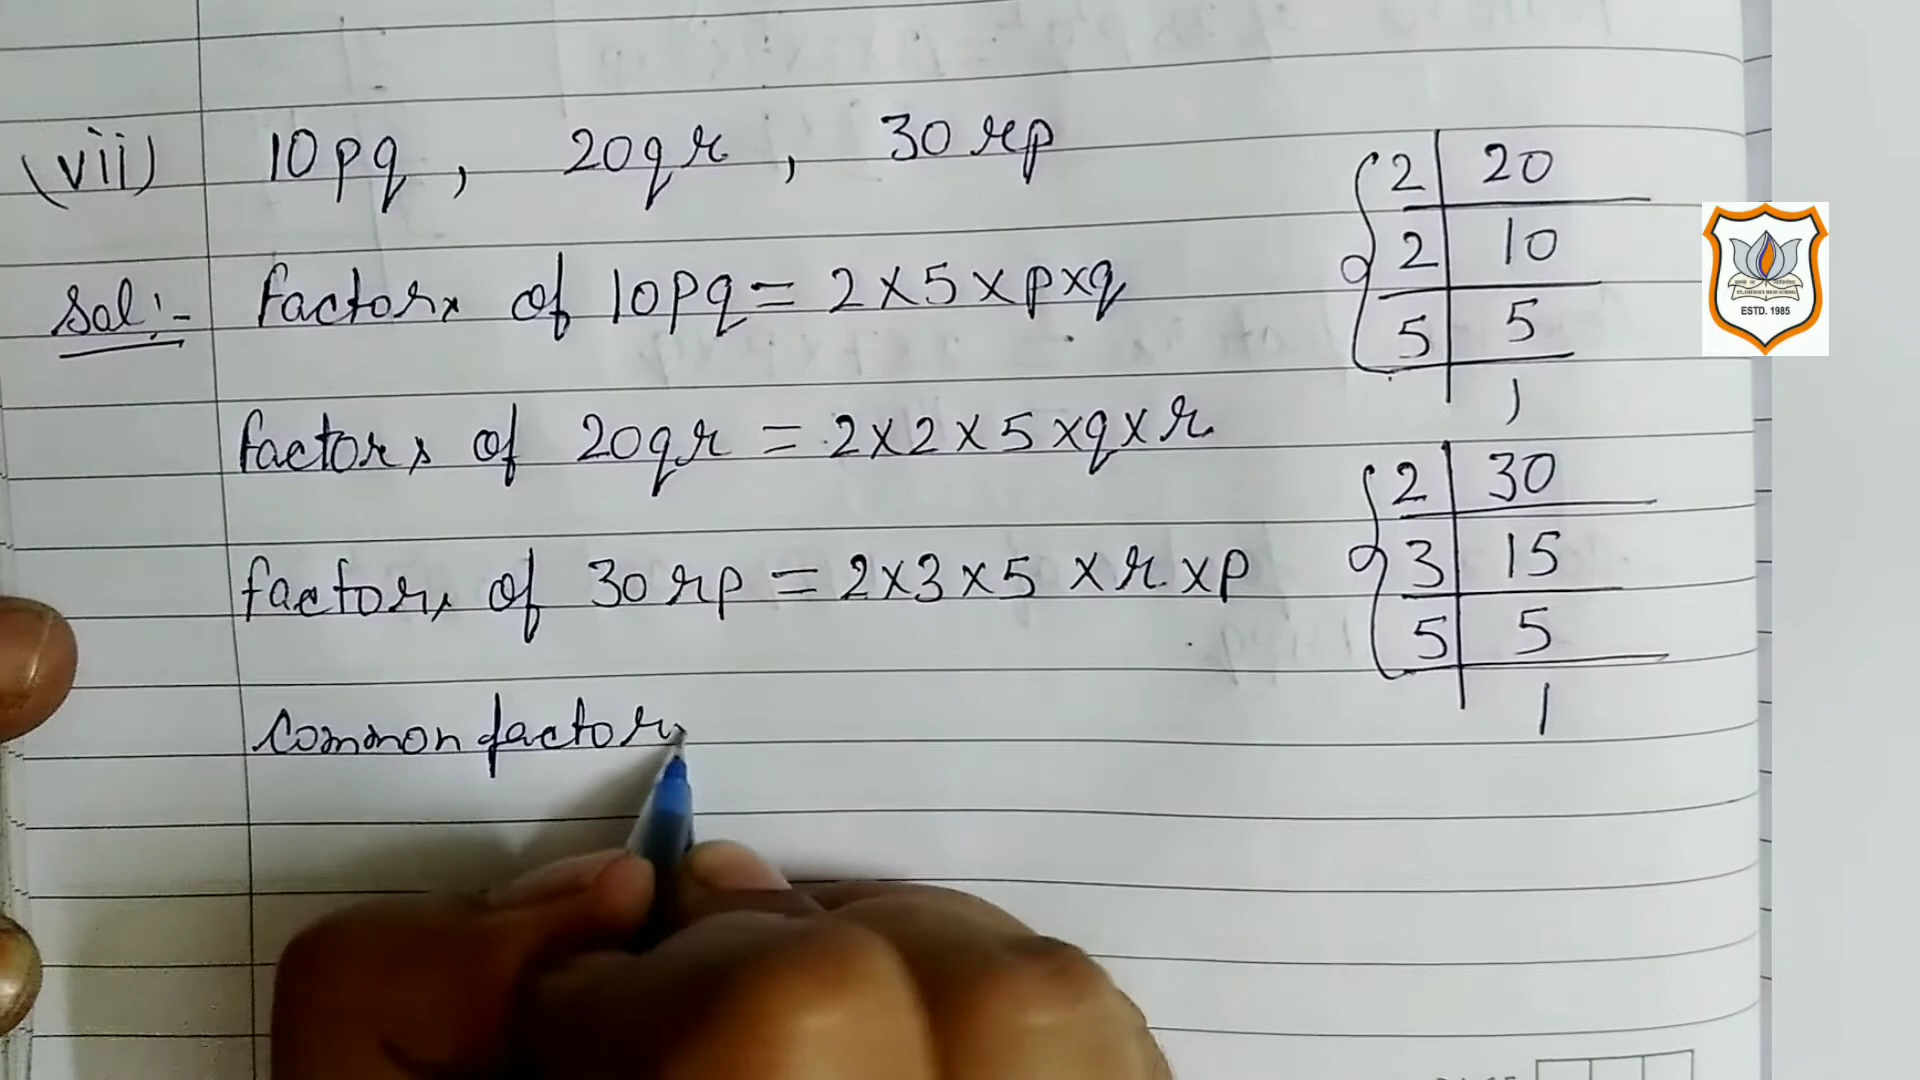 (vii) 10pq, 20qr, 30rp
Sol:- factors of 10pq = 2×5×p×q
factors of 20qr = 2×2×5×q×r
factors of 30rp = 2×3×5×r×p
common factors
2 | 20
2 | 10
5 | 5
1
2 | 30
3 | 15
5 | 5
1
ESTD. 1985